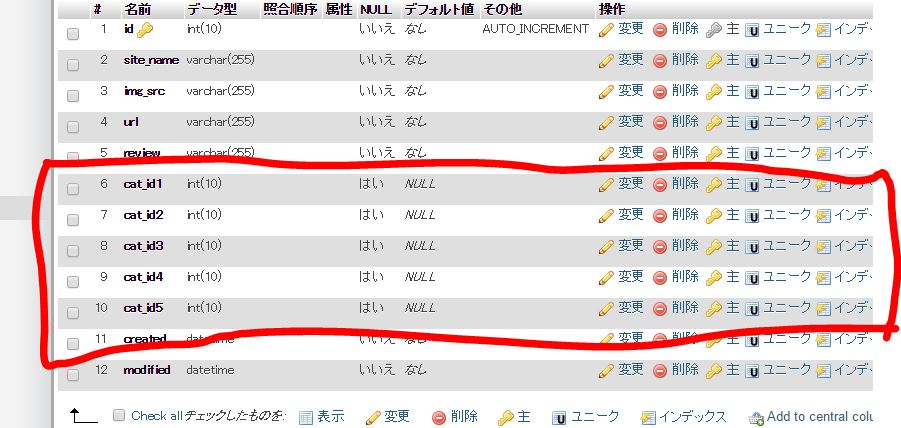 # 名前 データ型 照合順序 属性 NULL デフォルト値 その他 操作
1 id int(10) いいえ なし AUTO_INCREMENT 変更 削除 主 ユニーク インデッ
2 site_name varchar(255) いいえ なし 変更 削除 主 ユニーク インデッ
3 img_src varchar(255) いいえ なし 変更 削除 主 ユニーク インデッ
4 url varchar(255) いいえ なし 変更 削除 主 ユニーク インデッ
5 review varchar(255) いいえ なし 変更 削除 主 ユニーク インデッ
6 cat_id1 int(10) はい NULL 変更 削除 主 ユニーク インデッ
7 cat_id2 int(10) はい NULL 変更 削除 主 ユニーク インデッ
8 cat_id3 int(10) はい NULL 変更 削除 主 ユニーク インデッ
9 cat_id4 int(10) はい NULL 変更 削除 主 ユニーク インデッ
10 cat_id5 int(10) はい NULL 変更 削除 主 ユニーク インデッ
11 created datetime いいえ なし 変更 削除 主 ユニーク インデッ
12 modified datetime いいえ なし 変更 削除 主 ユニーク インデッ
Check all チェックしたものを: 表示 変更 削除 主 ユニーク インデックス Add to central colu